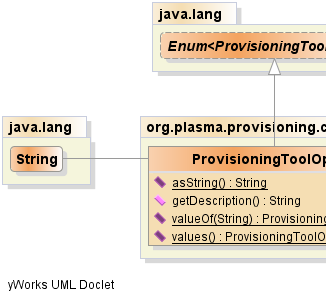 java.lang
Enum<ProvisioningToo
java.lang
String
org.plasma.provisioning.c
ProvisioningToolOp
asString() : String
getDescription() : String
valueOf(String) : Provisioning
values() : ProvisioningToolO
yWorks UML Doclet